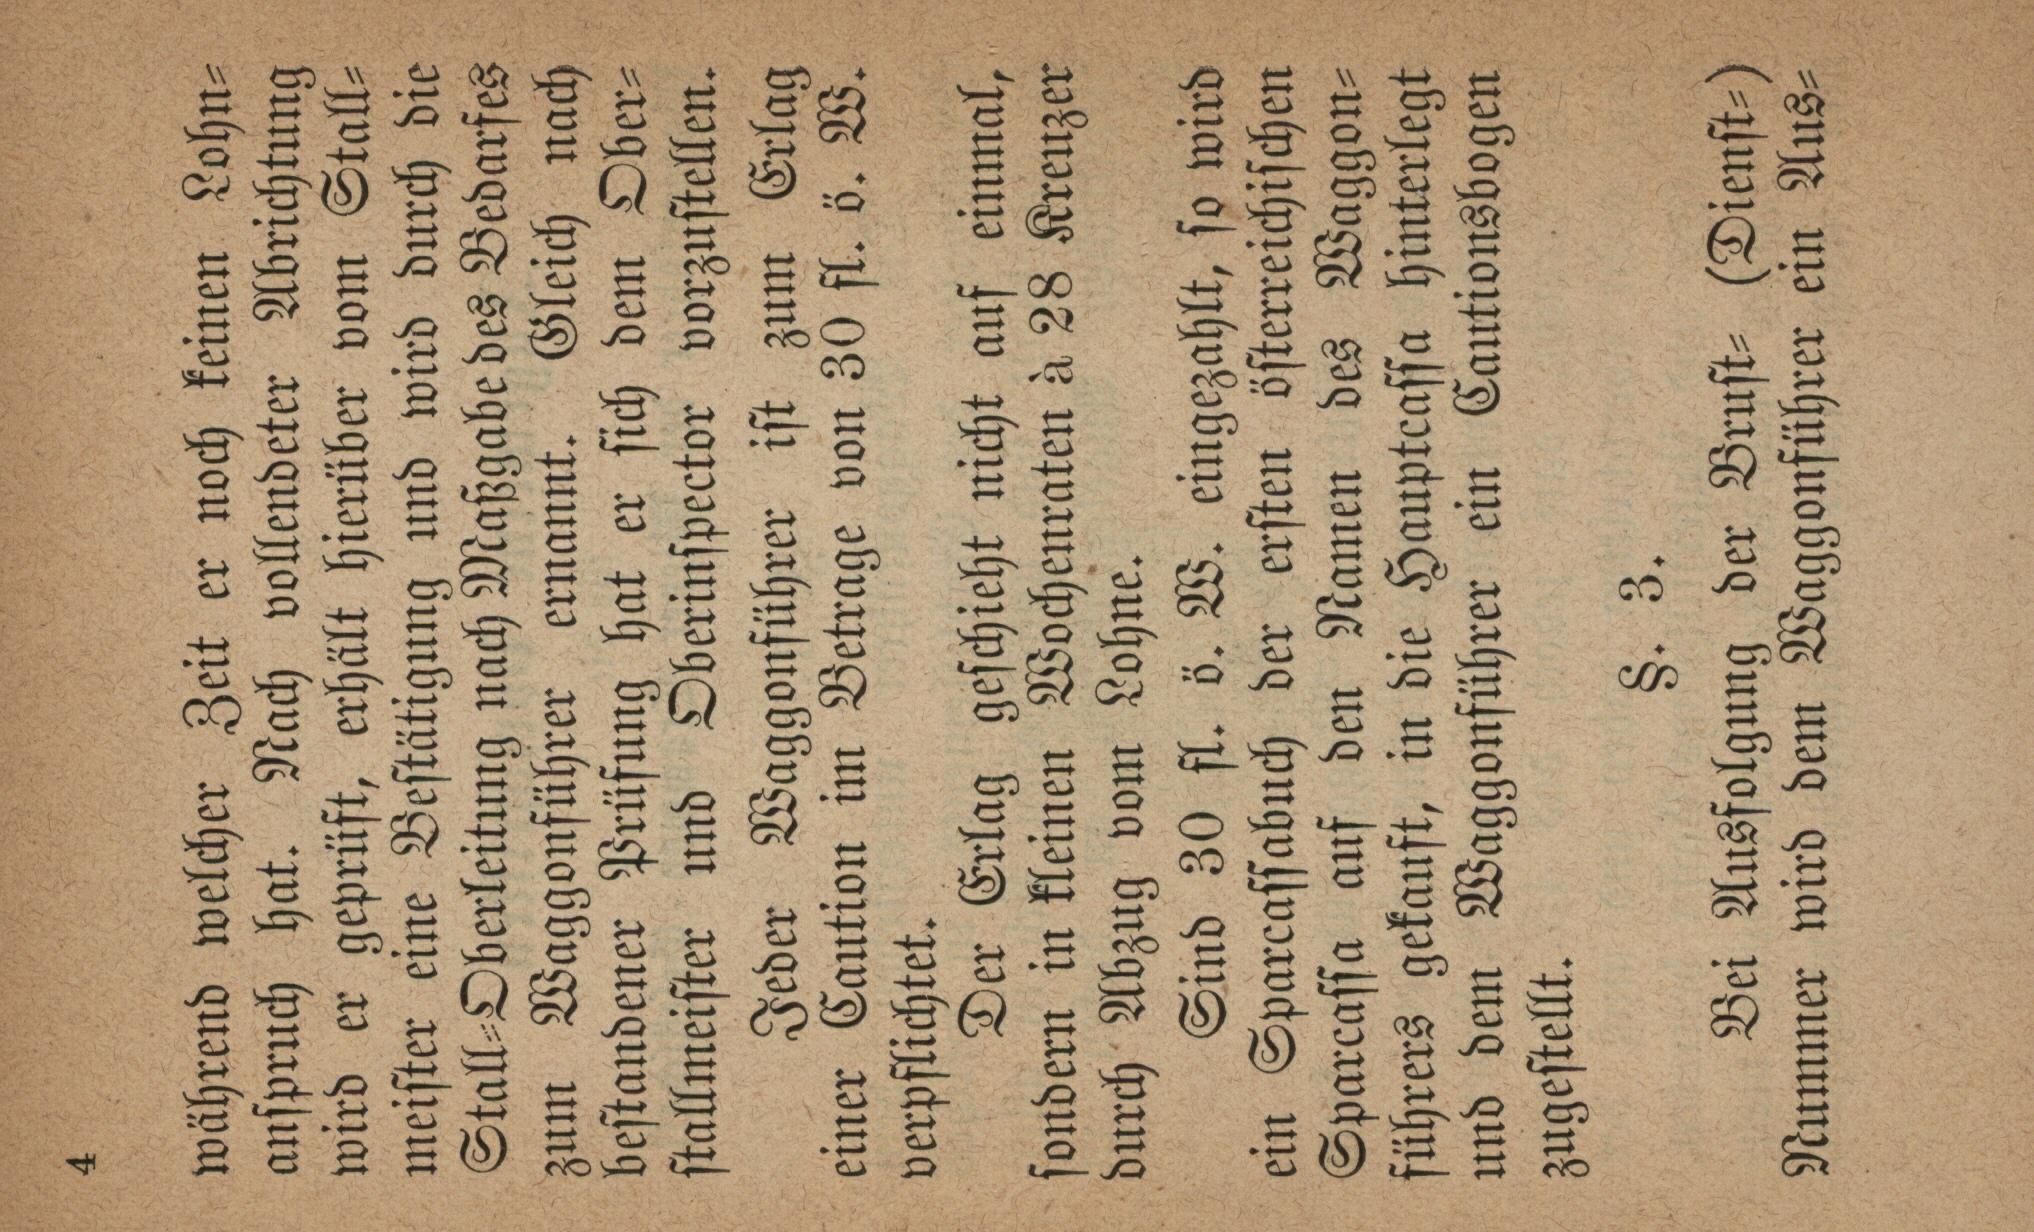 4
während welcher Zeit er noch keinen Lohn-
anspruch hat. Nach vollendeter Abrichtung
wird er geprüft, erhält hierüber vom Stall-
meister eine Bestätigung und wird durch die
Stall-Oberleitung nach Maßgabe des Bedarfes
zum Waggonführer ernannt. Gleich nach
bestandener Prüfung hat er sich dem Ober-
stallmeister und Oberinspector vorzustellen.
Jeder Waggonführer ist zum Erlag
einer Caution im Betrage von 30 fl. ö. W.
verpflichtet.
Der Erlag geschieht nicht auf einmal,
sondern in kleinen Wochenraten à 28 Kreuzer
durch Abzug vom Lohne.
Sind 30 fl. ö. W. eingezahlt, so wird
ein Sparcassabuch der ersten österreichischen
Sparcassa auf den Namen des Waggon-
führers gekauft, in die Hauptcassa hinterlegt
und dem Waggonführer ein Cautionsbogen
zugestellt.
§. 3.
Bei Ausfolgung der Brust- (Dienst-)
Nummer wird dem Waggonführer ein Aus-